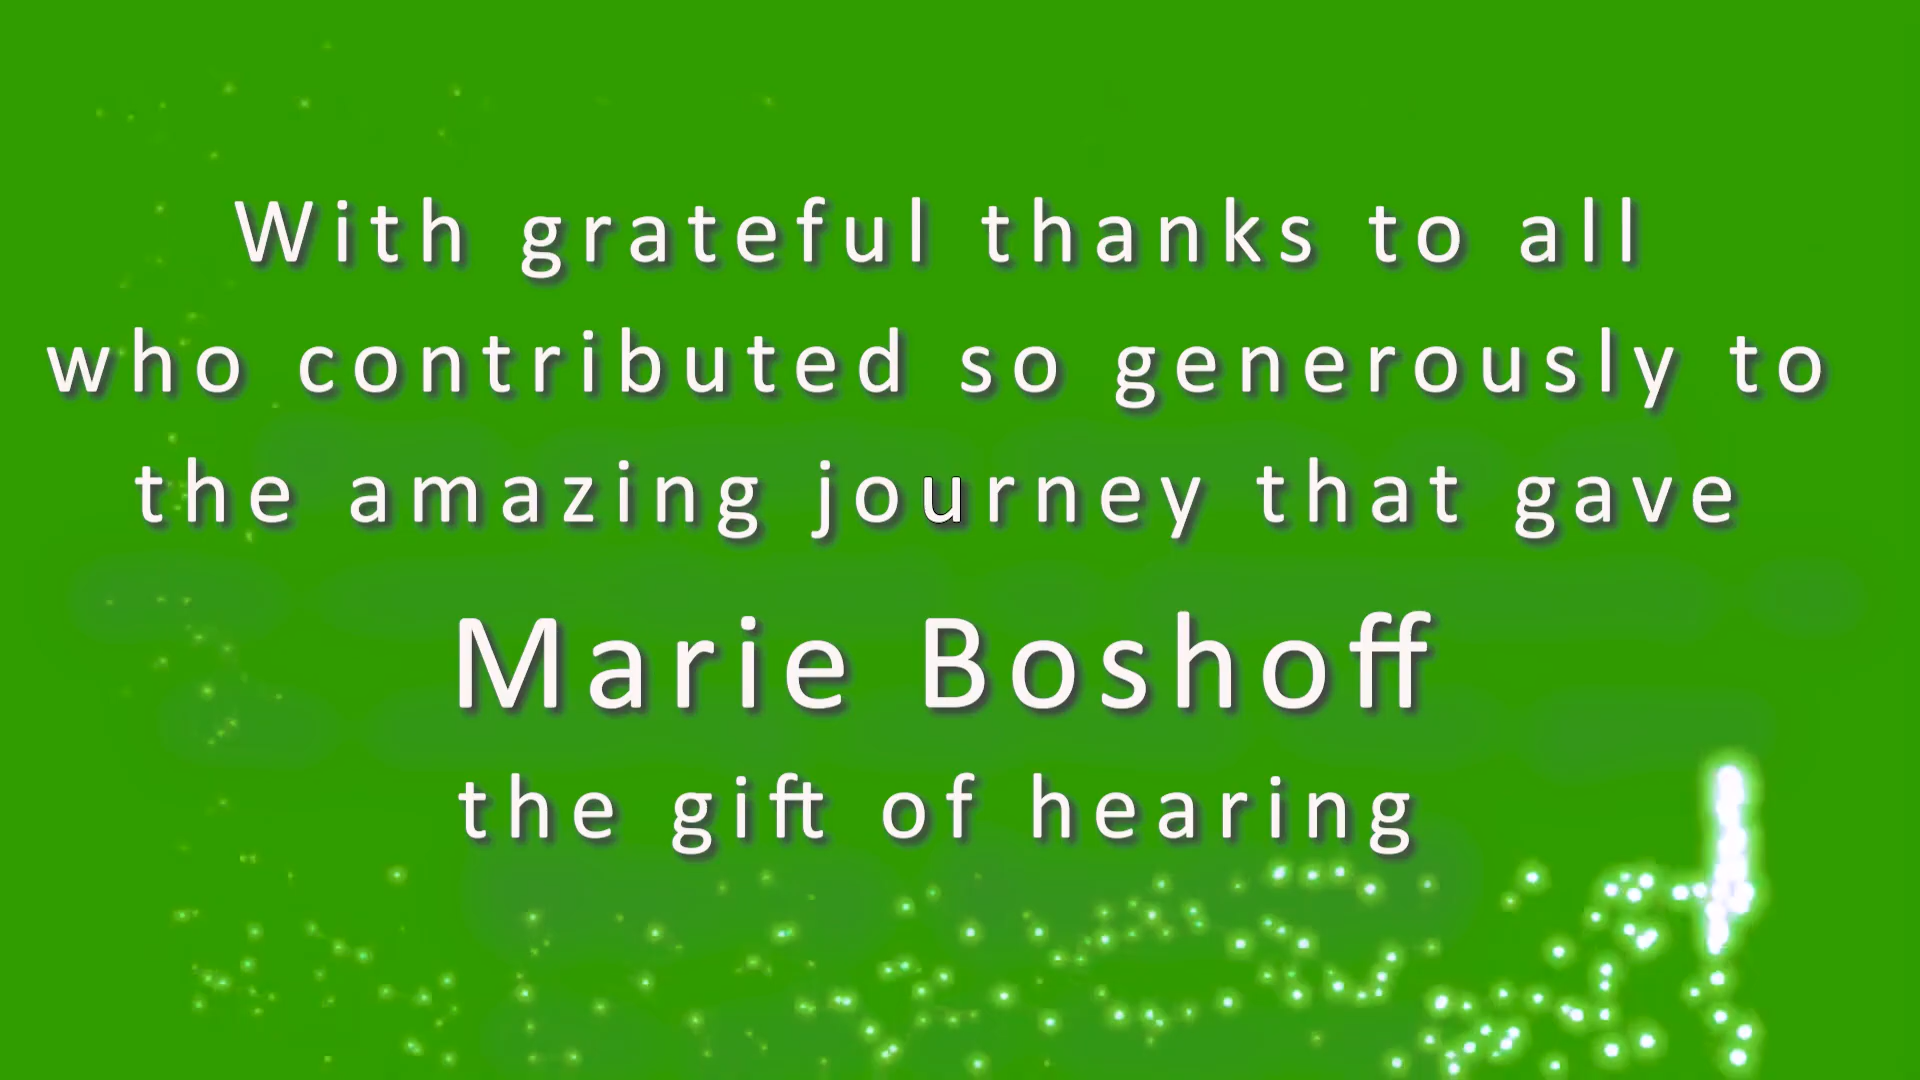 With grateful thanks to all
who contributed so generously to
the amazing journey that gave
Marie Boshoff
the gift of hearing